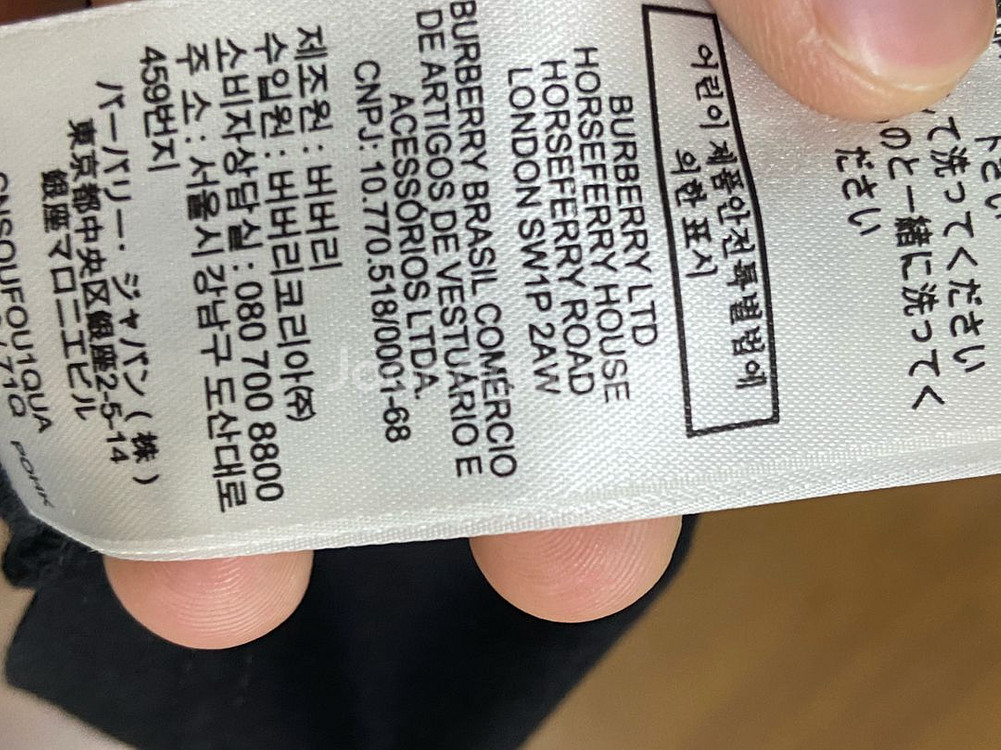 下さい
て洗ってください
のと一緒に洗ってく
ださい
어린이제품안전특별법에
의한 표시
BURBERRY LTD
HORSEFERRY HOUSE
HORSEFERRY ROAD
LONDON SW1P 2AW
BURBERRY BRASIL COMÉRCIO
DE ARTIGOS DE VESTUÁRIO E
ACESSÓRIOS LTDA.
CNPJ: 10.770.518/0001-68
제조원 : 버버리
수입원 : 버버리코리아(주)
소비자상담실 : 080 700 8800
주 소 : 서울시 강남구 도산대로
459번지
バーバリー・ジャパン(株)
東京都中央区銀座2-5-14
銀座マロニエビル
CNSOUFOU1QUA
POHK